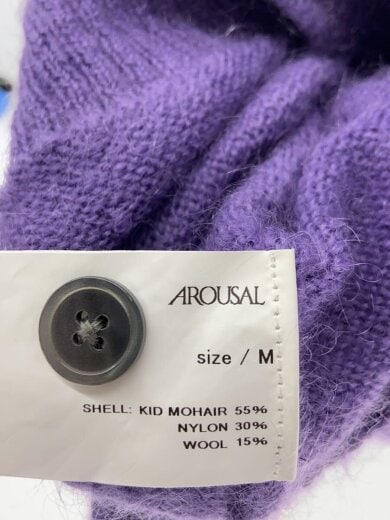 AROUSAL
size / M
SHELL: KID MOHAIR 55%
NYLON 30%
WOOL 15%